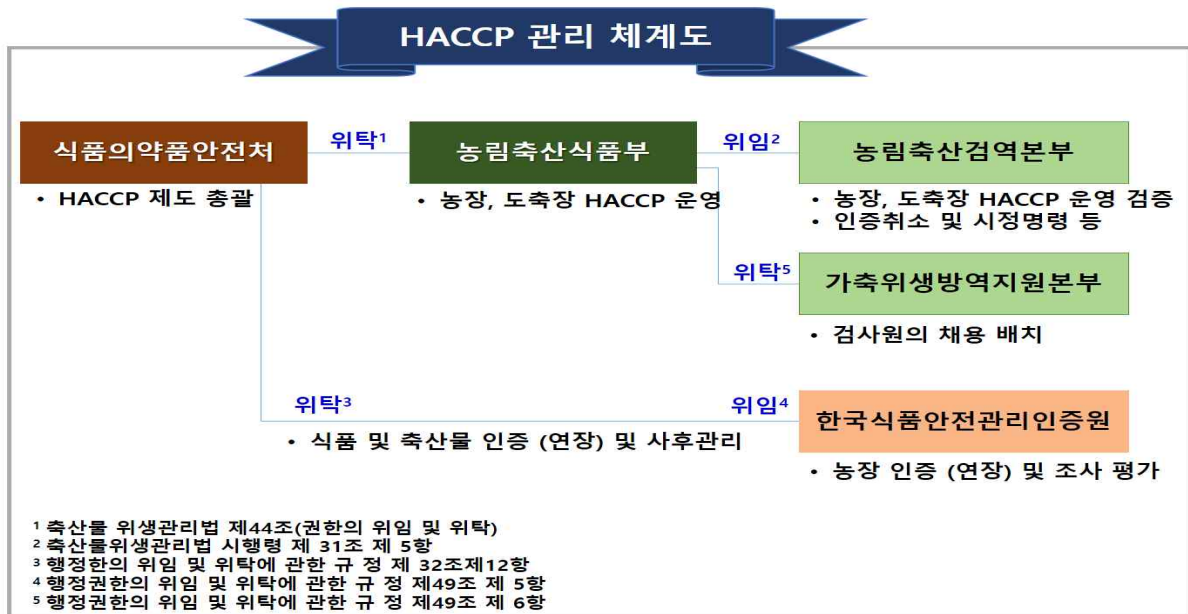 HACCP 관리 체계도
식품의약품안전처
위탁¹
농림축산식품부
위임²
농림축산검역본부
• HACCP 제도 총괄
• 농장, 도축장 HACCP 운영
• 농장, 도축장 HACCP 운영 검증
• 인증취소 및 시정명령 등
위탁⁵
가축위생방역지원본부
• 검사원의 채용 배치
위탁³
위임⁴
한국식품안전관리인증원
• 식품 및 축산물 인증 (연장) 및 사후관리
• 농장 인증 (연장) 및 조사 평가
¹ 축산물 위생관리법 제44조(권한의 위임 및 위탁)
² 축산물위생관리법 시행령 제 31조 제 5항
³ 행정한의 위임 및 위탁에 관한 규 정 제 32조제12항
⁴ 행정권한의 위임 및 위탁에 관한 규 정 제49조 제 5항
⁵ 행정권한의 위임 및 위탁에 관한 규 정 제49조 제 6항